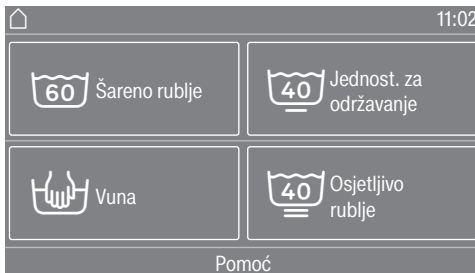 11:02
60 Šareno rublje
40 Jednost. za
održavanje
Vuna
40 Osjetljivo
rublje
Pomoć